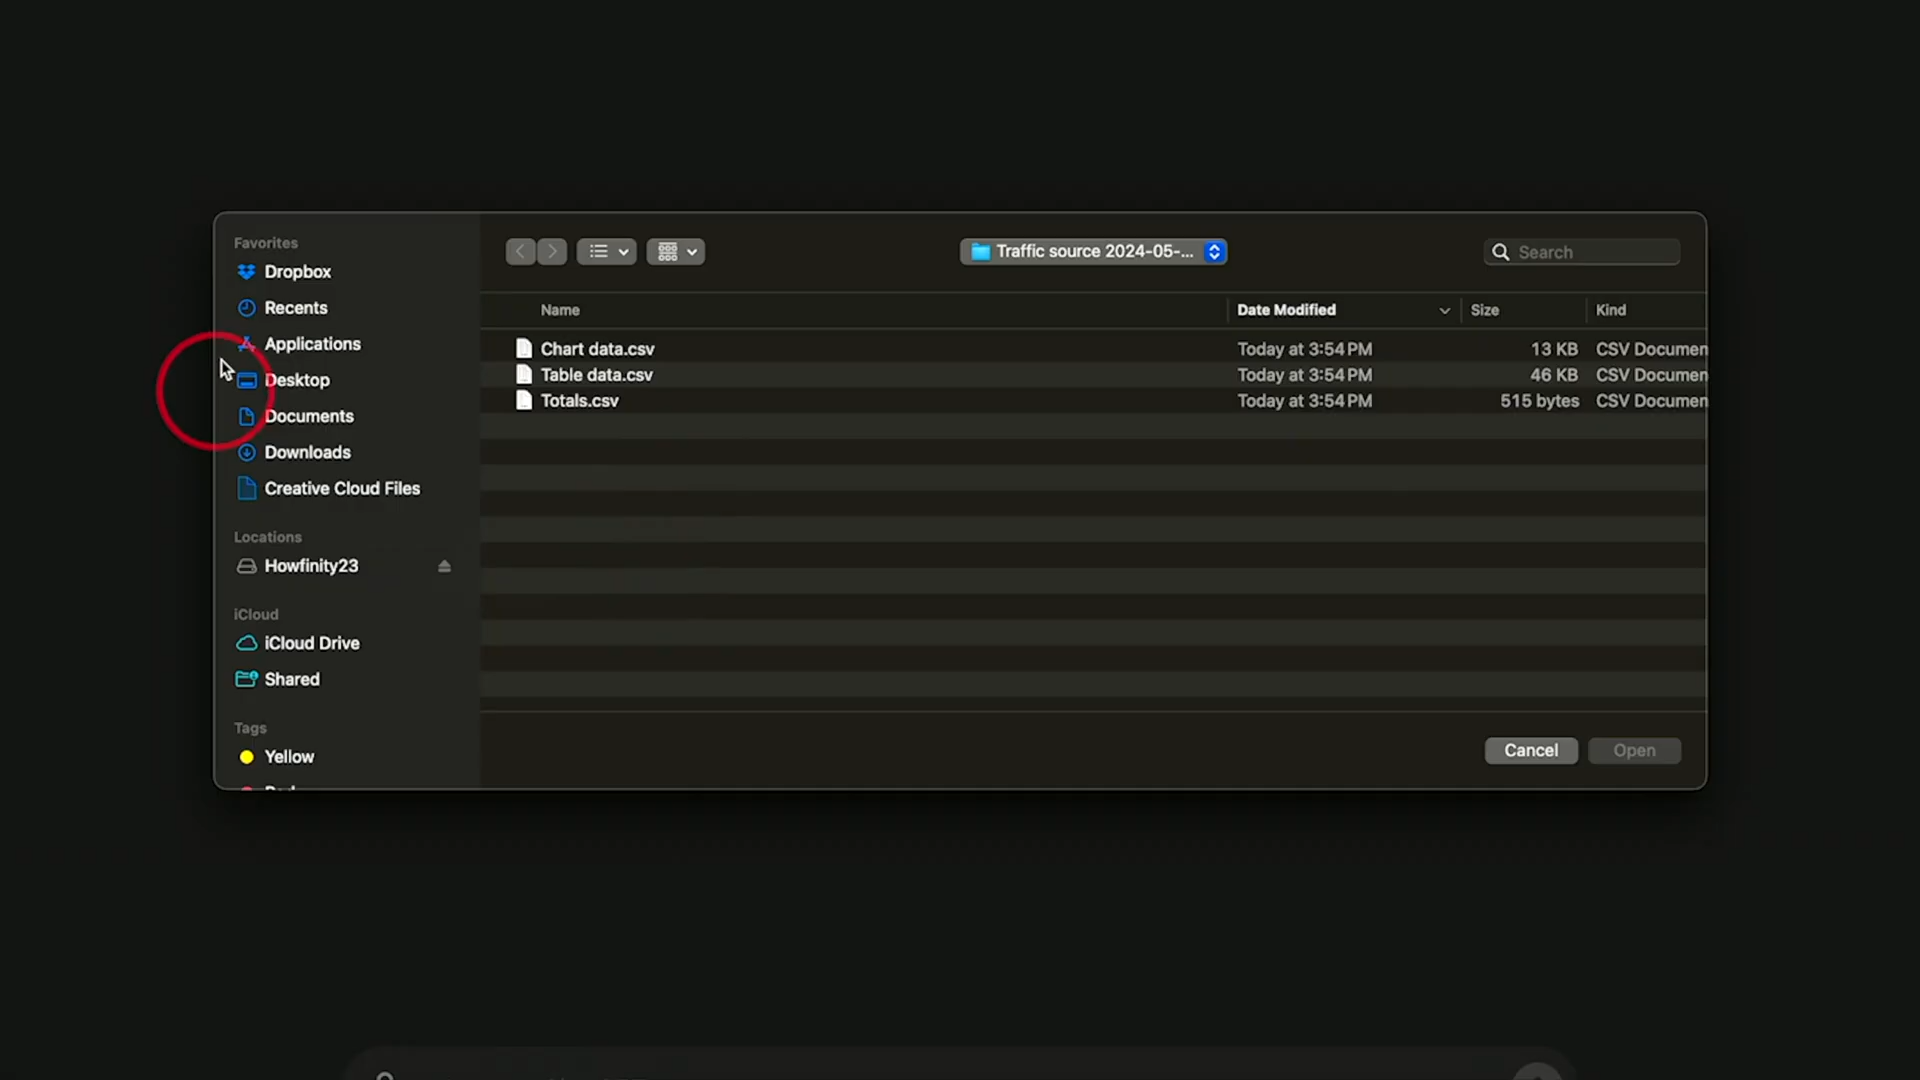 Favorites
Dropbox
Recents
Applications
Desktop
Documents
Downloads
Creative Cloud Files
Locations
Howfinity23
iCloud
iCloud Drive
Shared
Tags
Yellow
Traffic source 2024-05-...
Search
Name Date Modified Size Kind
Chart data.csv Today at 3:54 PM 13 KB CSV Documen
Table data.csv Today at 3:54 PM 46 KB CSV Documen
Totals.csv Today at 3:54 PM 515 bytes CSV Documen
Cancel Open